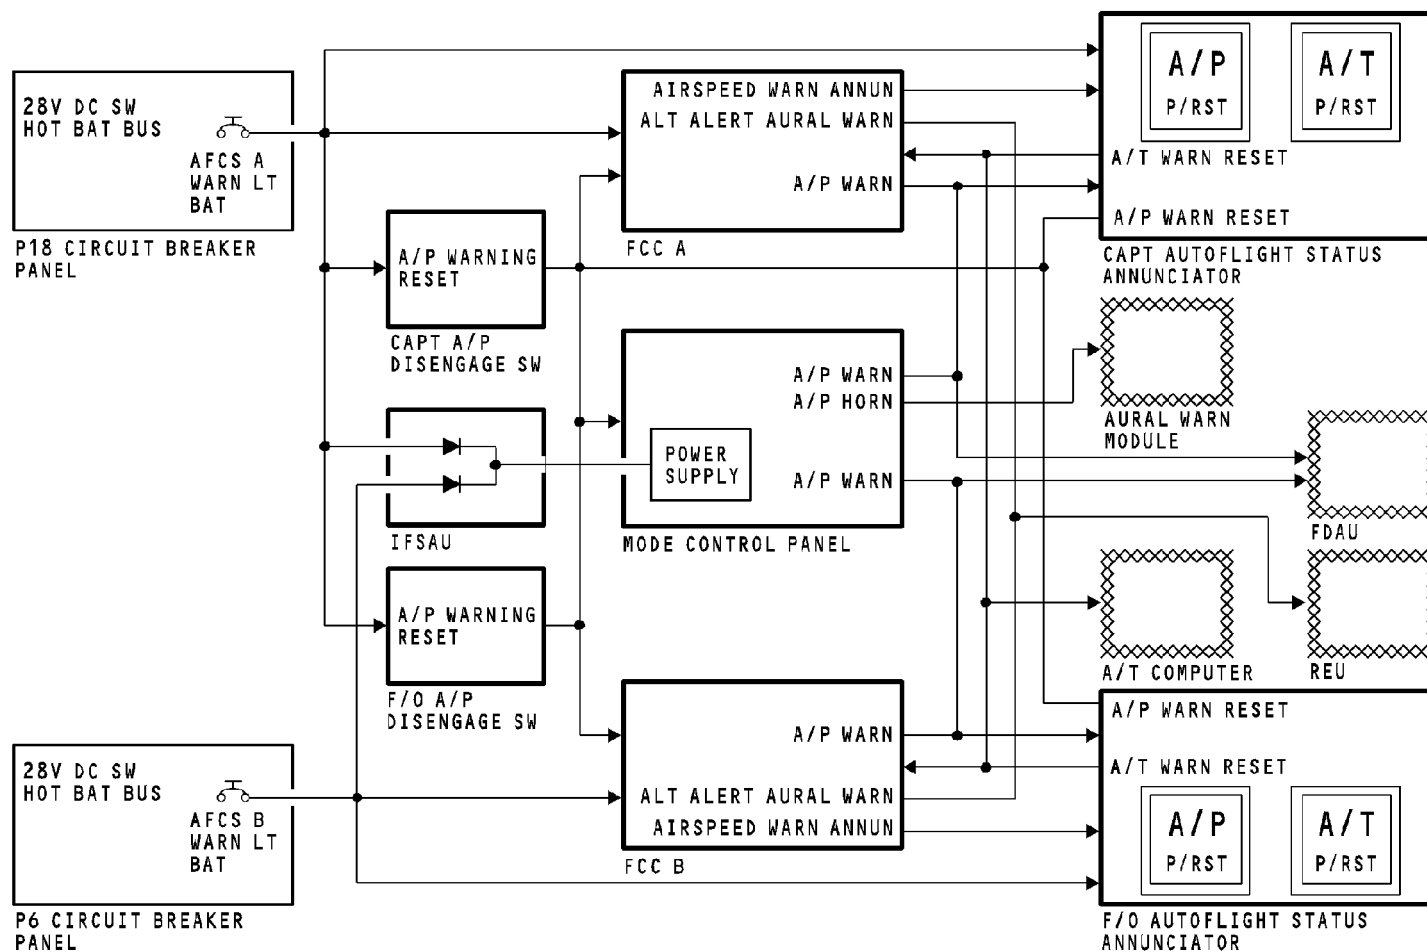 28V DC SW
HOT BAT BUS
AFCS A
WARN LT
BAT
P18 CIRCUIT BREAKER
PANEL
A/P WARNING
RESET
CAPT A/P
DISENGAGE SW
IFSAU
A/P WARNING
RESET
F/O A/P
DISENGAGE SW
28V DC SW
HOT BAT BUS
AFCS B
WARN LT
BAT
P6 CIRCUIT BREAKER
PANEL
AIRSPEED WARN ANNUN
ALT ALERT AURAL WARN
A/P WARN
FCC A
A/P WARN
A/P HORN
POWER
SUPPLY
A/P WARN
MODE CONTROL PANEL
A/P WARN
ALT ALERT AURAL WARN
AIRSPEED WARN ANNUN
FCC B
A/P
P/RST
A/T
P/RST
A/T WARN RESET
A/P WARN RESET
CAPT AUTOFLIGHT STATUS
ANNUNCIATOR
AURAL WARN
MODULE
FDAU
A/T COMPUTER
REU
A/P WARN RESET
A/T WARN RESET
A/P
P/RST
A/T
P/RST
F/O AUTOFLIGHT STATUS
ANNUNCIATOR